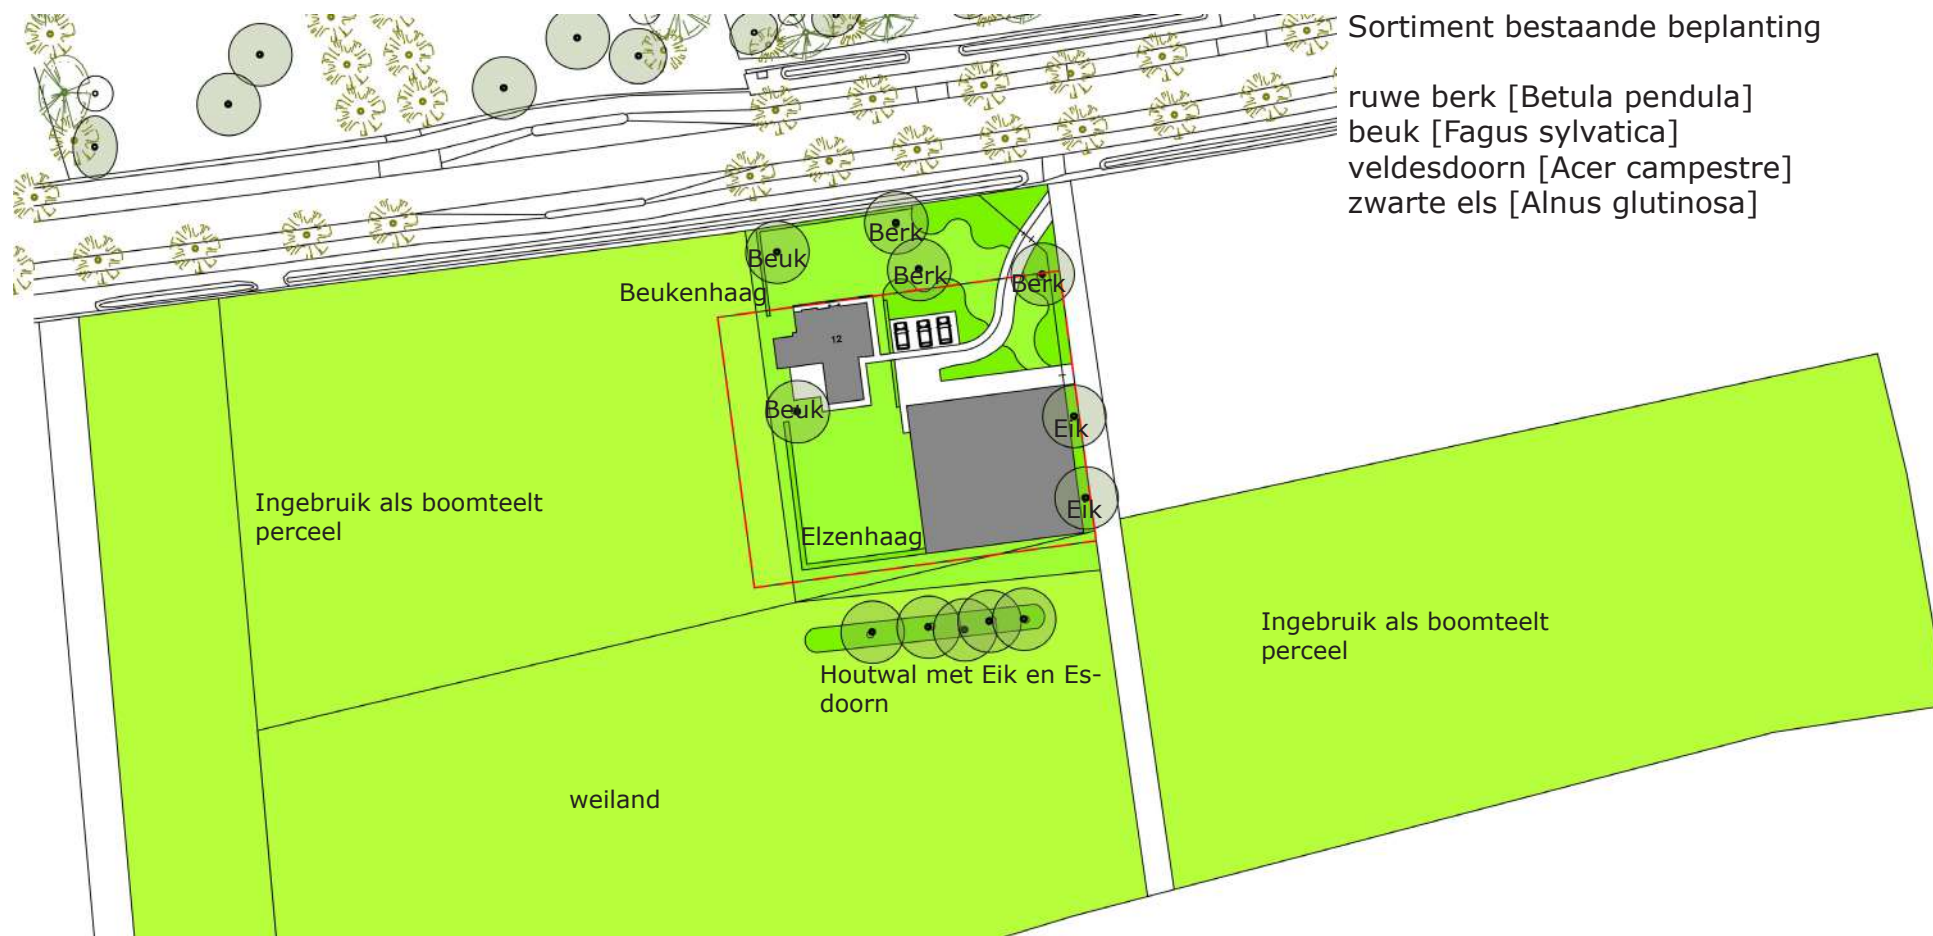 Sortiment bestaande beplanting
ruwe berk [Betula pendula]
beuk [Fagus sylvatica]
veldesdoorn [Acer campestre]
zwarte els [Alnus glutinosa]
Berk
Beuk
Berk
Berk
Beukenhaag
12
Beuk
Eik
Ingebruik als boomteelt
perceel
Eik
Elzenhaag
Ingebruik als boomteelt
perceel
Houtwal met Eik en Es-
doorn
weiland